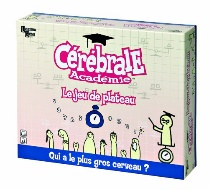 Cérébrale
Académie
Le jeu de plateau
Qui a le plus gros cerveau ?